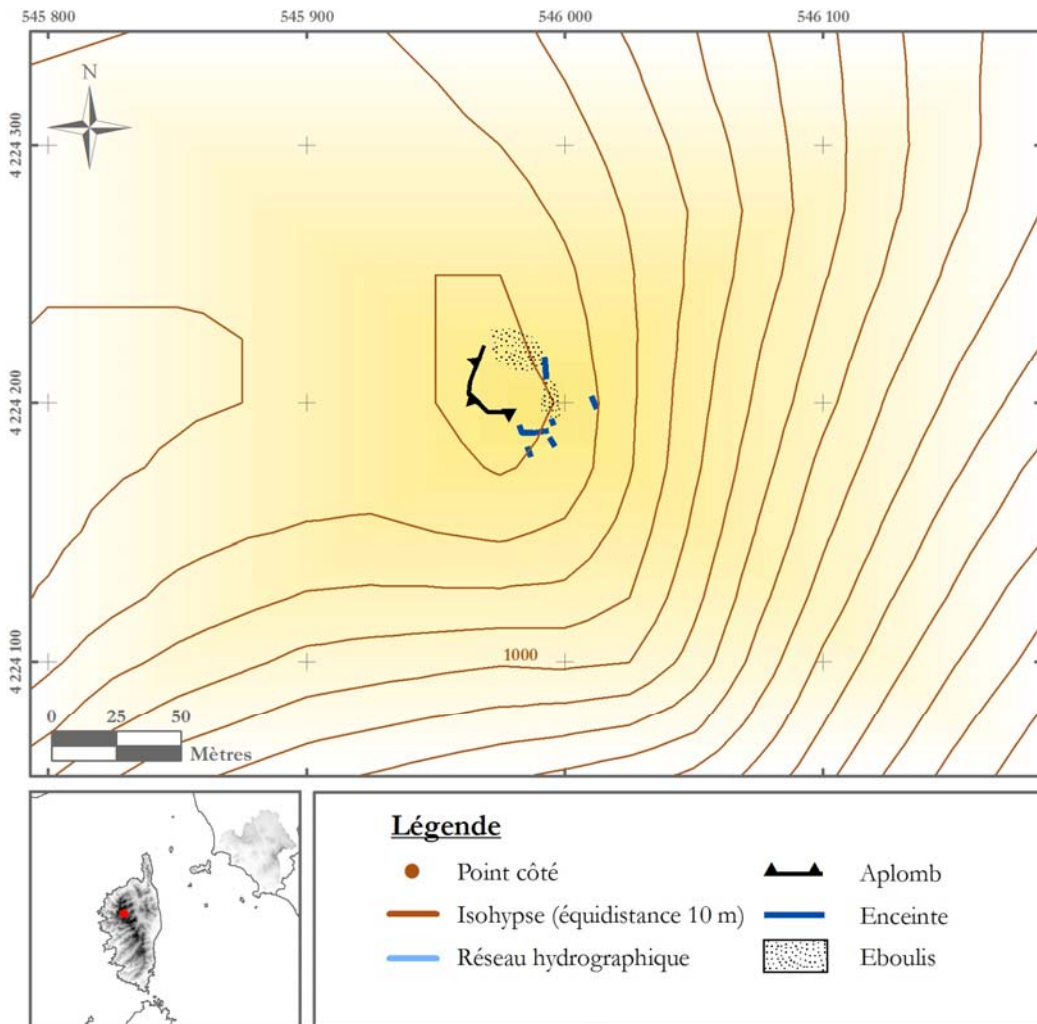 545 800
545 900
546 000
546 100
N
4 224 300
4 224 200
4 224 100
1000
0 25 50
Mètres
Légende
Point côté
Isohypse (équidistance 10 m)
Réseau hydrographique
Aplomb
Enceinte
Eboulis